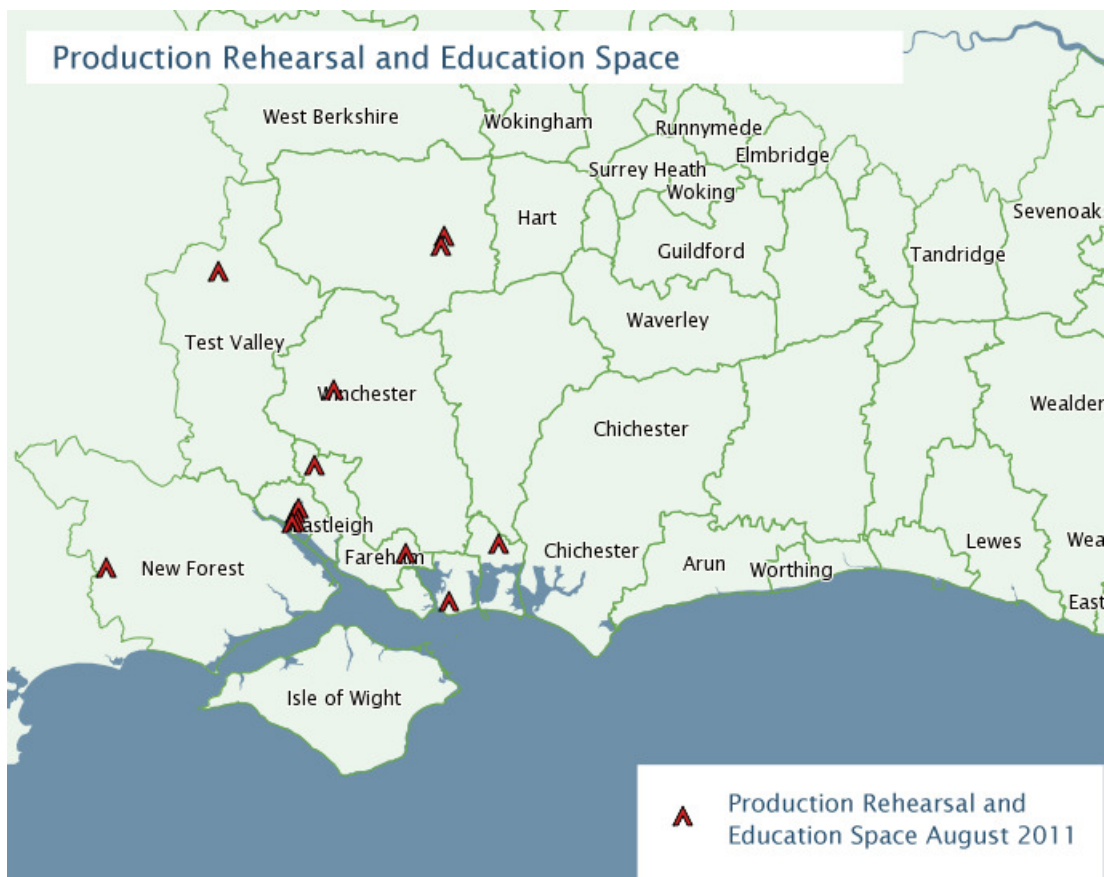 Production Rehearsal and Education Space
West Berkshire
Wokingham
Runnymede
Elmbridge
Surrey Heath
Woking
Hart
Sevenoaks
Guildford
Tandridge
Waverley
Test Valley
Winchester
Wealden
Chichester
Eastleigh
Fareham
Chichester
Lewes
Wea
New Forest
Arun
Worthing
East
Isle of Wight
Production Rehearsal and
Education Space August 2011